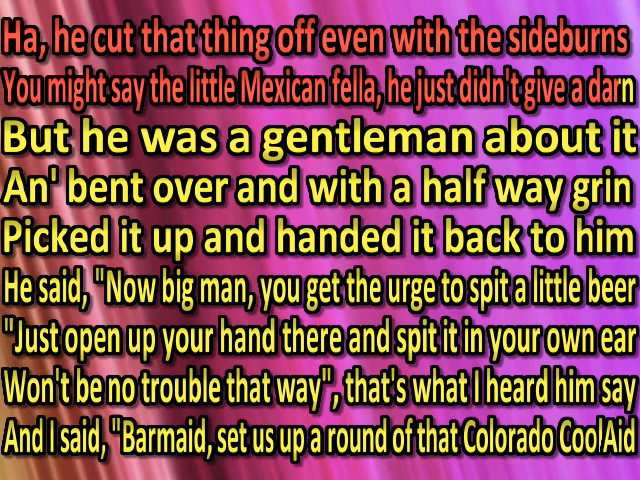 Ha, he cut that thing off even with the sideburns
You might say the little Mexican fella, he just didn't give a darn
But he was a gentleman about it
An' bent over and with a half way grin
Picked it up and handed it back to him
He said, "Now big man, you get the urge to spit a little beer
"Just open up your hand there and spit it in your own ear
Won't be no trouble that way", that's what I heard him say
And I said, "Barmaid, set us up a round of that Colorado Cool Aid